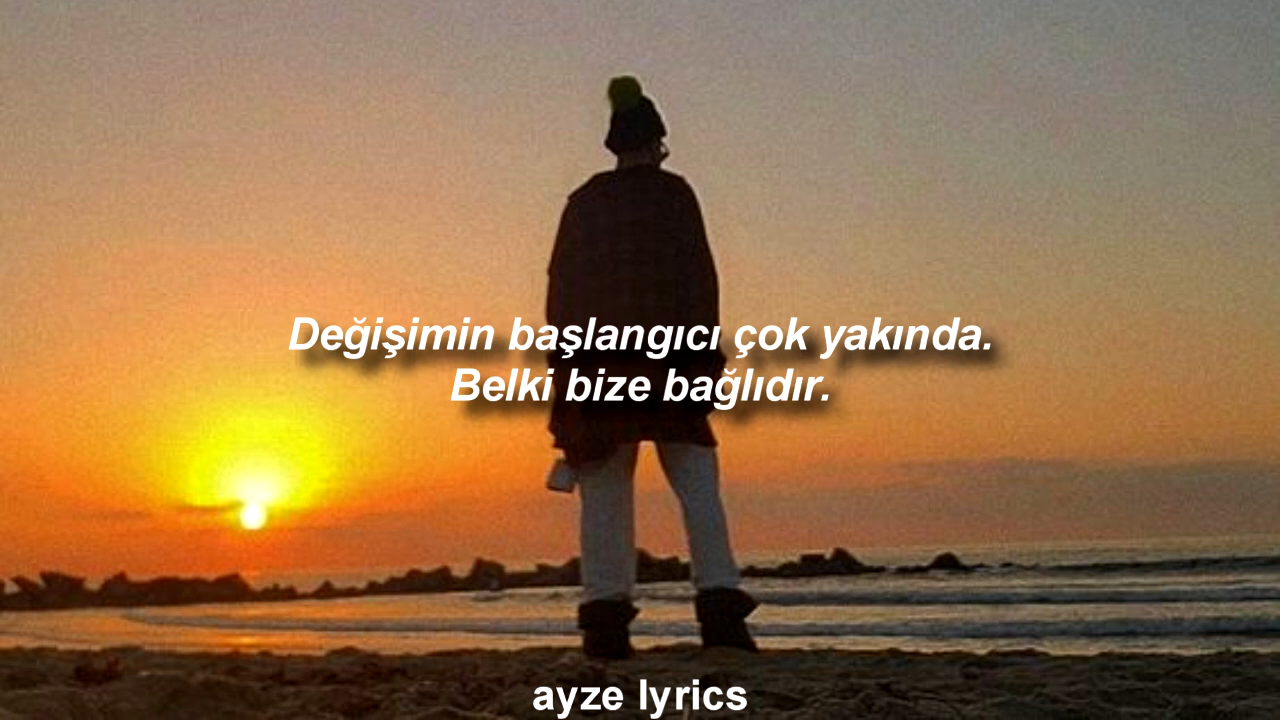 Değişimin başlangıcı çok yakında.
Belki bize bağlıdır.
ayze lyrics